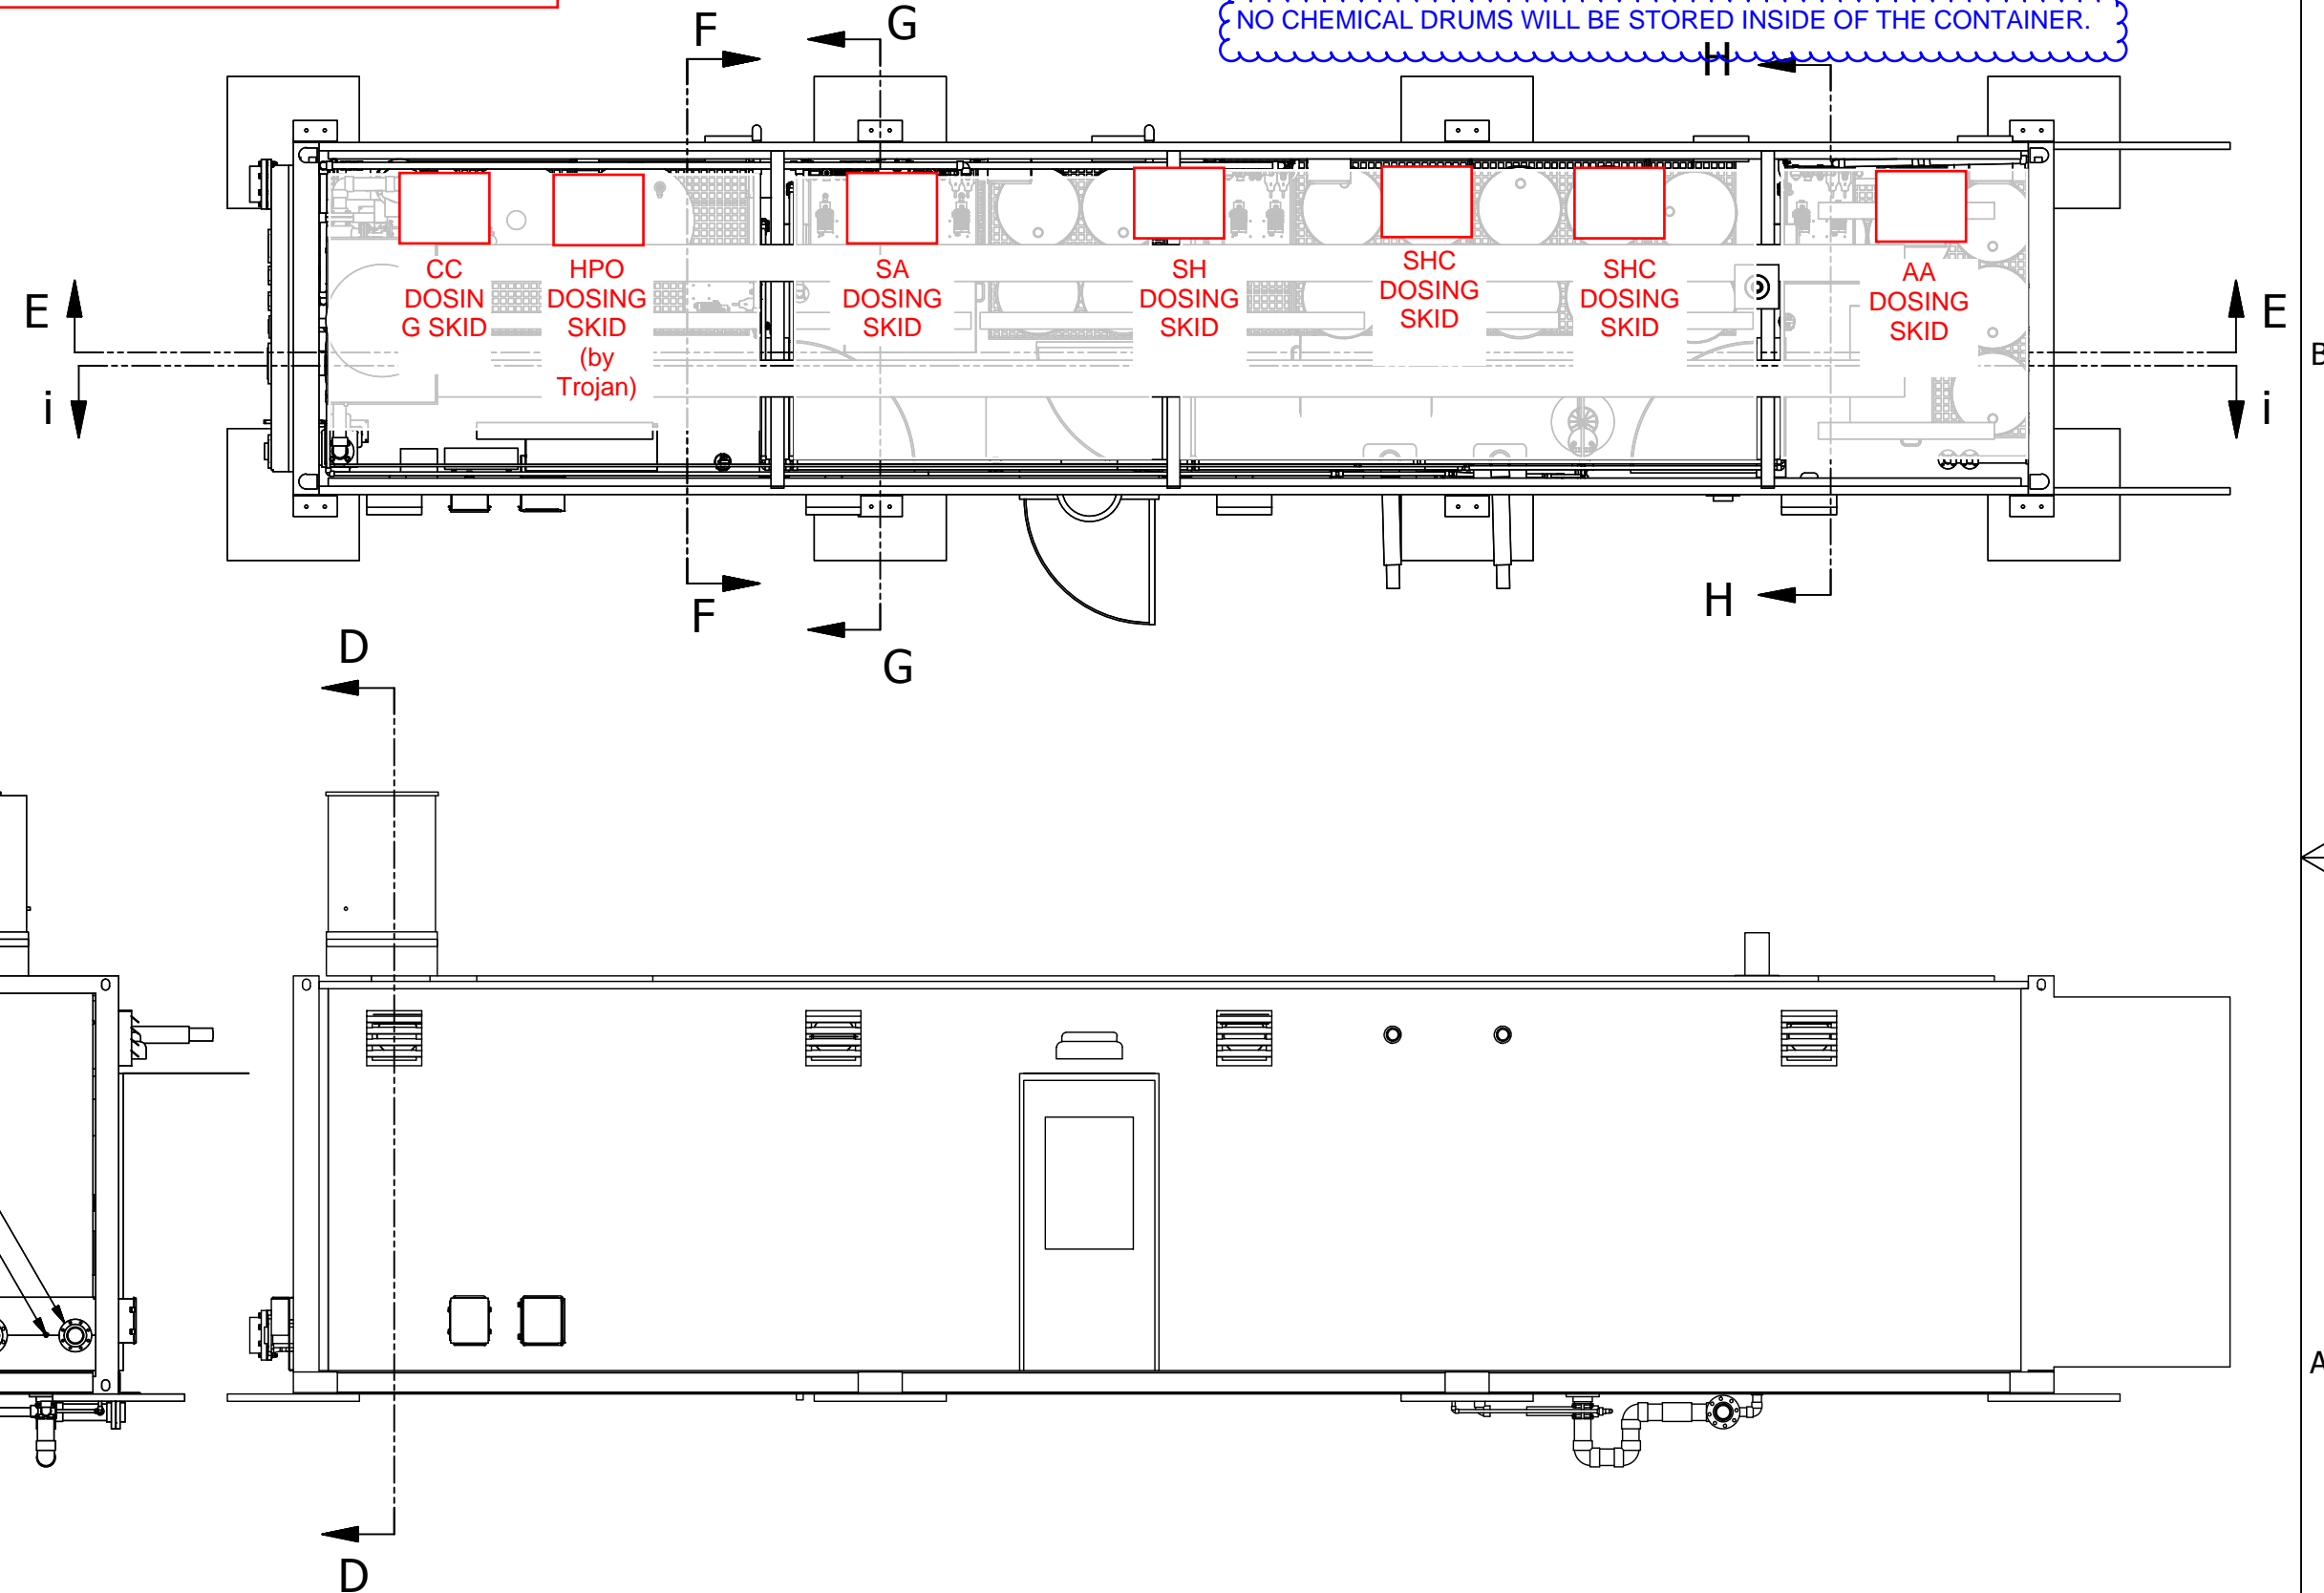 NO CHEMICAL DRUMS WILL BE STORED INSIDE OF THE CONTAINER.
F
G
H
CC
DOSIN
G SKID
HPO
DOSING
SKID
(by
Trojan)
SA
DOSING
SKID
SH
DOSING
SKID
SHC
DOSING
SKID
SHC
DOSING
SKID
AA
DOSING
SKID
E
E
B
i
i
F
H
G
D
A
D